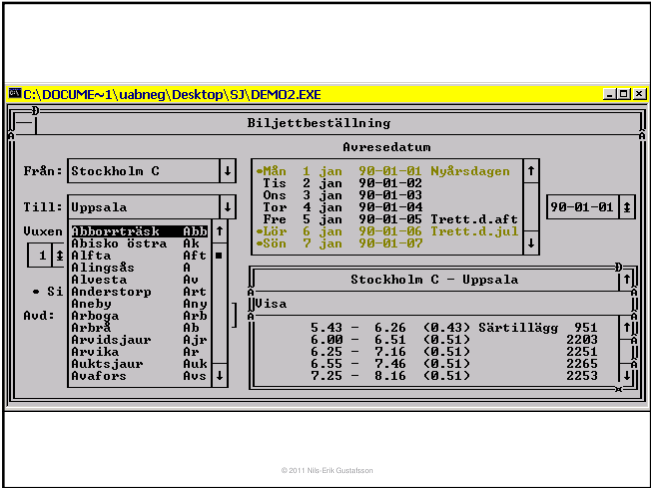 C:\DOCUME~1\uabneg\Desktop\SJ\DEMO2.EXE
Biljettbeställning
Avresedatum
Från: Stockholm C
Till: Uppsala
Vuxen
1
Si
Avd:
Abborrträsk Abb
Abisko östra Ak
Alfta Aft
Alingsås A
Alvesta Av
Anderstorp Art
Aneby Any
Arboga Arb
Arbrå Ab
Arvidsjaur Ajr
Arvika Ar
Auktsjaur Auk
Avafors Avs
•Mån 1 jan 90-01-01 Nyårsdagen
Tis 2 jan 90-01-02
Ons 3 jan 90-01-03
Tor 4 jan 90-01-04
Fre 5 jan 90-01-05 Trett.d.aft
•Lör 6 jan 90-01-06 Trett.d.jul
•Sön 7 jan 90-01-07
90-01-01
Stockholm C - Uppsala
Visa
5.43 - 6.26 (0.43) Särtillägg 951
6.00 - 6.51 (0.51) 2203
6.25 - 7.16 (0.51) 2251
6.55 - 7.46 (0.51) 2265
7.25 - 8.16 (0.51) 2253
© 2011 Nils-Erik Gustafsson